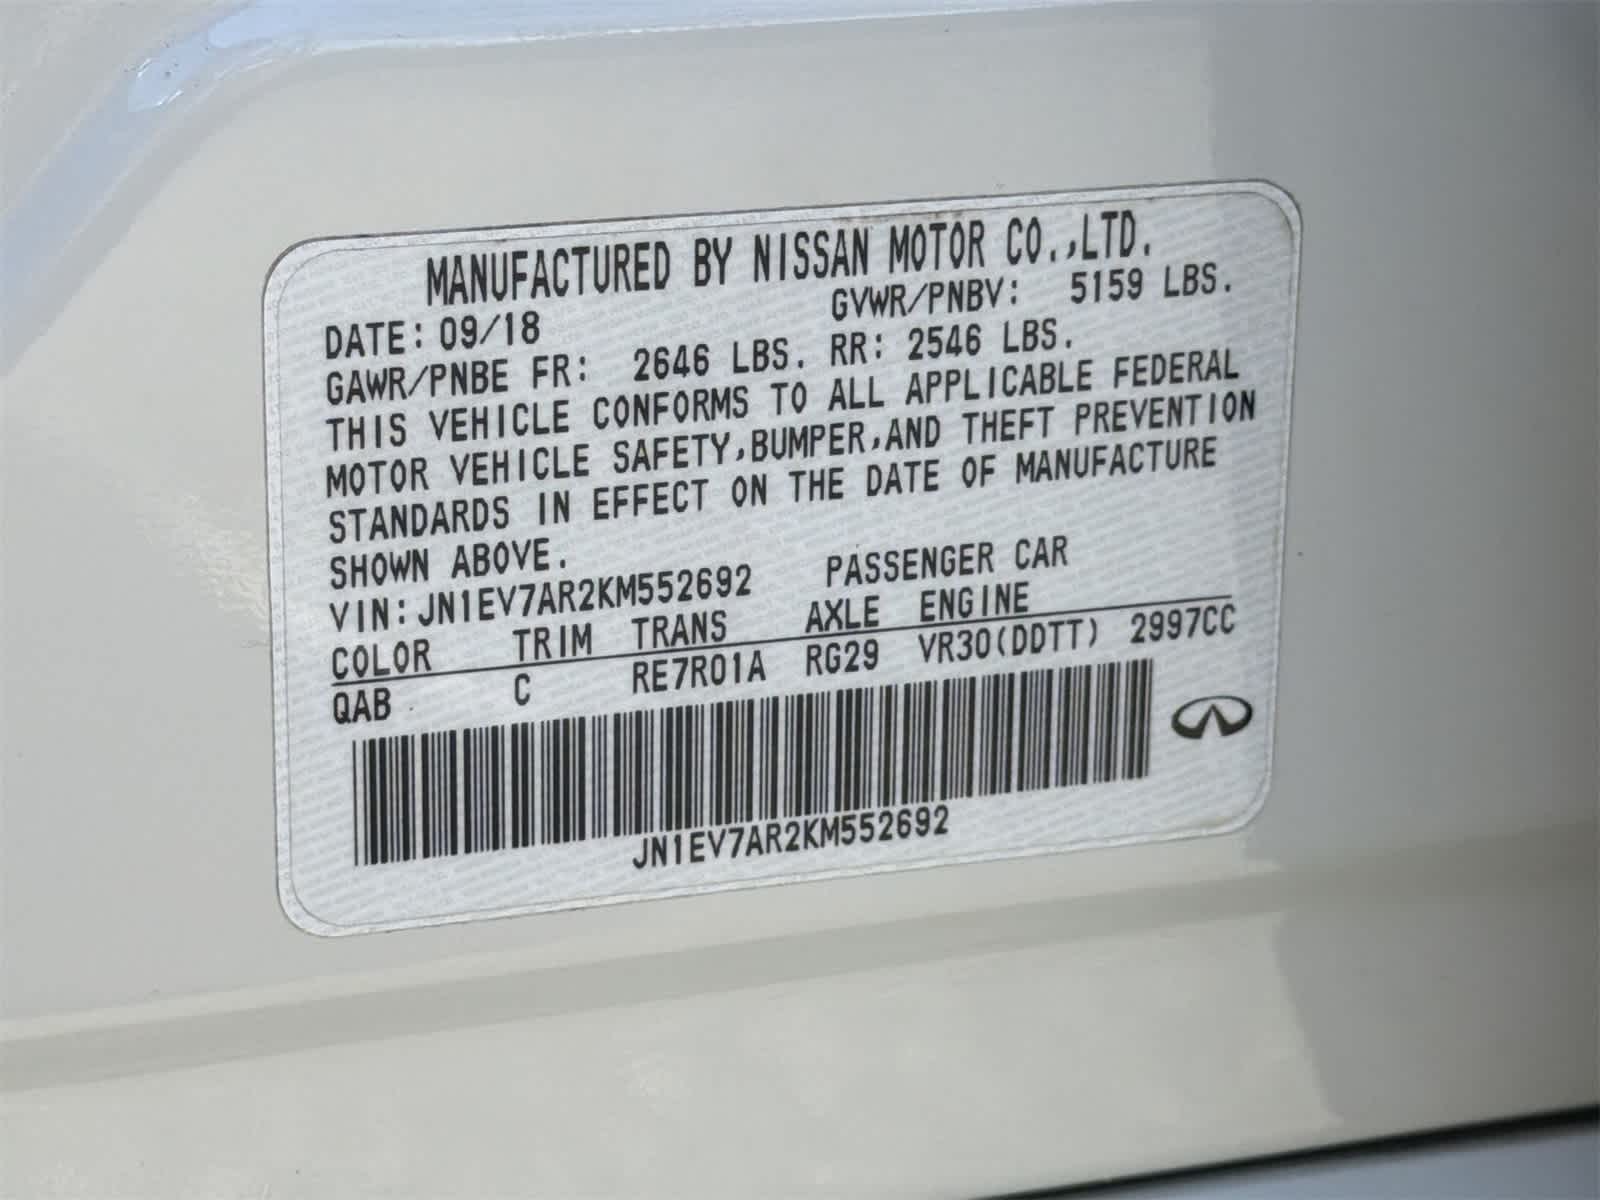 MANUFACTURED BY NISSAN MOTOR CO.,LTD.
DATE: 09/18 GVWR/PNBV: 5159 LBS.
GAWR/PNBE FR: 2646 LBS. RR: 2546 LBS.
THIS VEHICLE CONFORMS TO ALL APPLICABLE FEDERAL
MOTOR VEHICLE SAFETY,BUMPER,AND THEFT PREVENTION
STANDARDS IN EFFECT ON THE DATE OF MANUFACTURE
SHOWN ABOVE.
VIN:JN1EV7AR2KM552692 PASSENGER CAR
COLOR TRIM TRANS AXLE ENGINE
QAB C RE7R01A RG29 VR30(DDTT) 2997CC
JN1EV7AR2KM552692